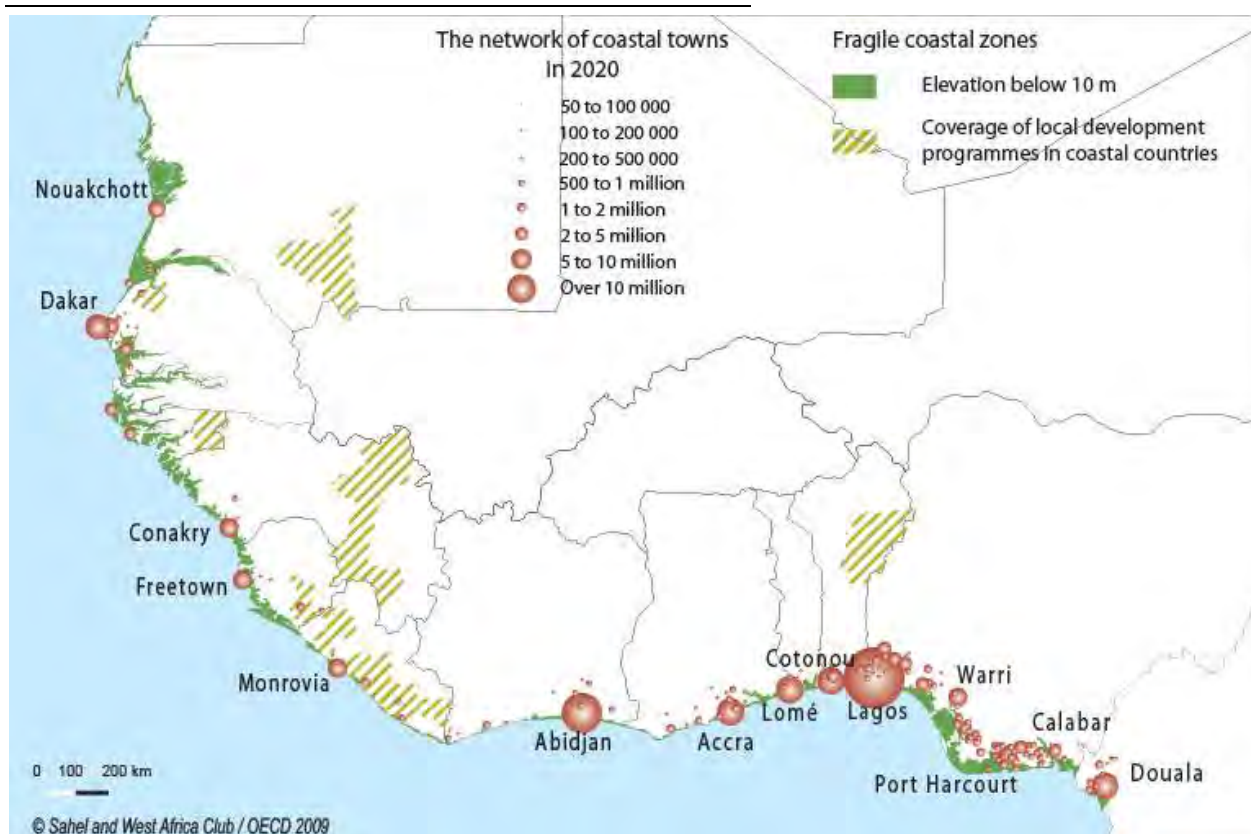 The network of coastal towns
In 2020
50 to 100 000
100 to 200 000
200 to 500 000
500 to 1 million
1 to 2 million
2 to 5 million
5 to 10 million
Over 10 million
Fragile coastal zones
Elevation below 10 m
Coverage of local development
programmes in coastal countries
Nouakchott
Dakar
Conakry
Freetown
Monrovia
Abidjan
Accra
Lomé
Cotonou
Lagos
Warri
Calabar
Port Harcourt
Douala
0 100 200 km
© Sahel and West Africa Club / OECD 2009